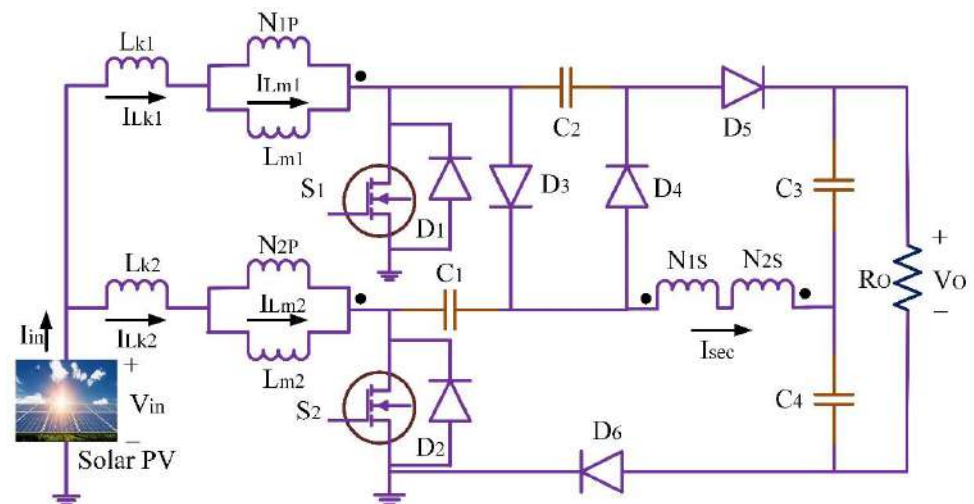 Lk1
N1P
ILk1
ILm1
Lm1
C2
D5
S1
D1
D3
D4
C3
Lk2
N2P
C1
N1S
N2S
RO
+
VO
−
Iin
ILk2
ILm2
Isec
Lm2
+
Vin
−
S2
D2
C4
D6
Solar PV